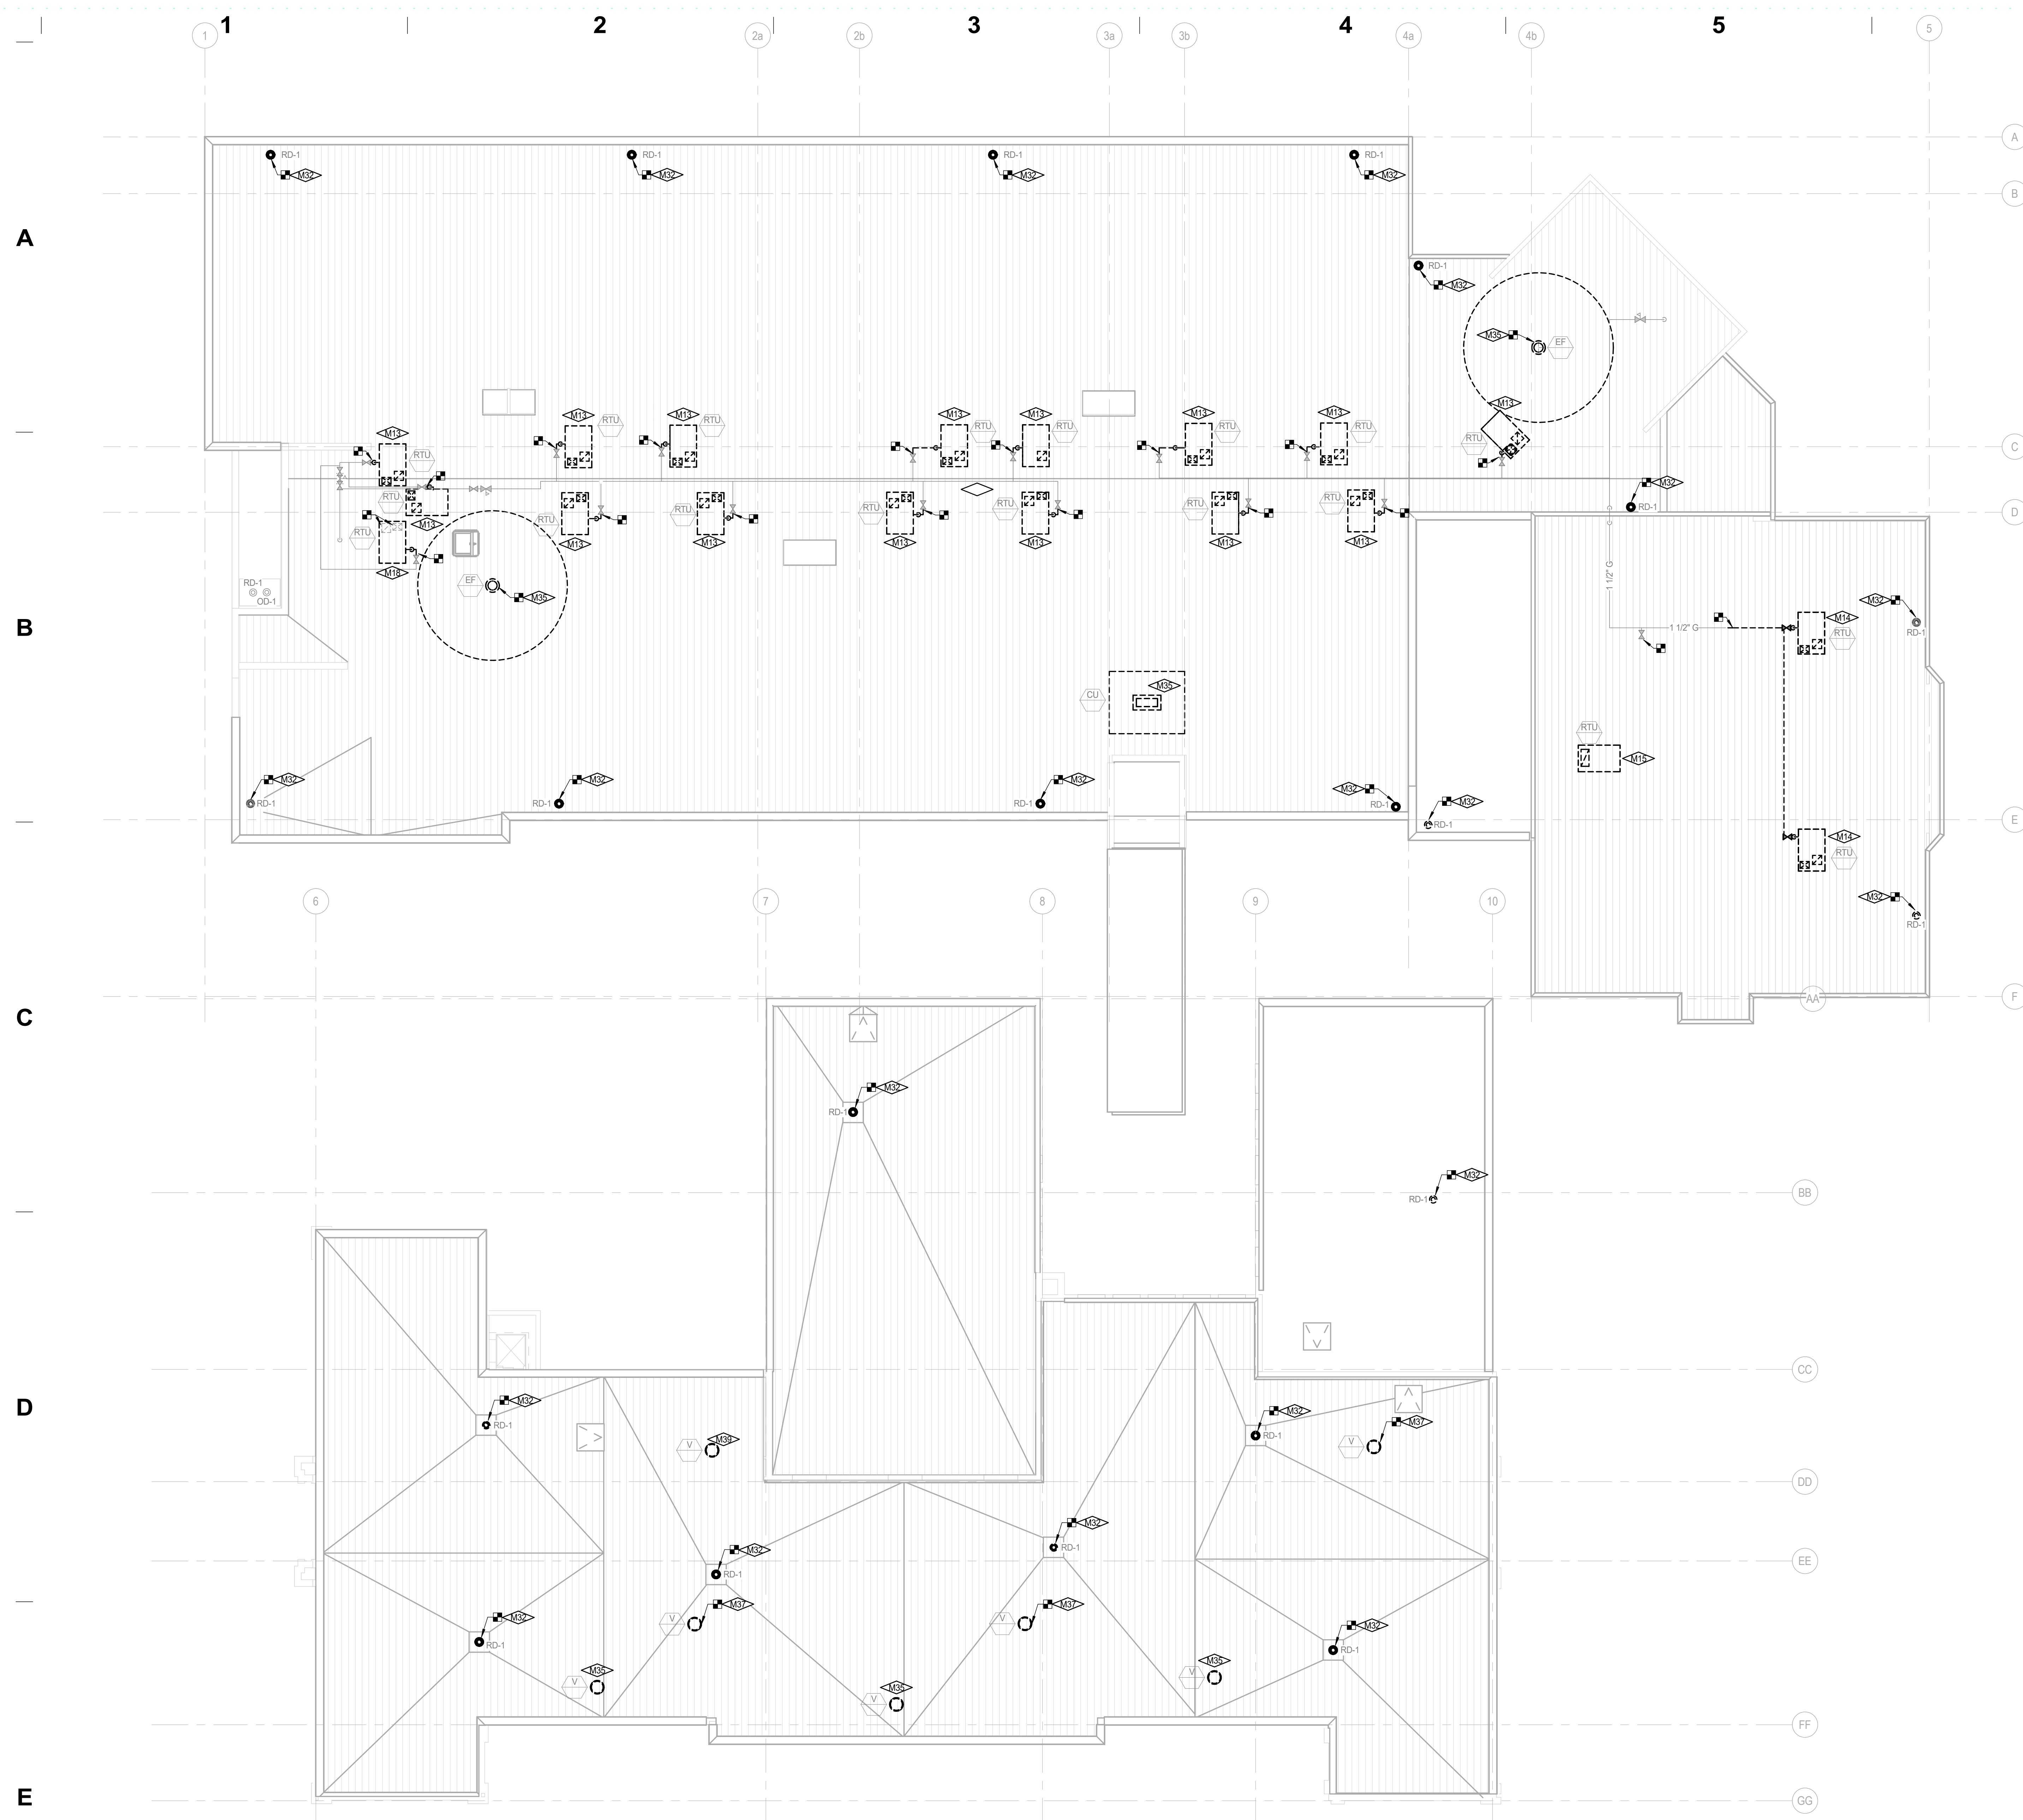 1 2 3 4 5
1 2a 2b 3a 3b 4a 4b 5
A
RD-1 RD-1 RD-1 RD-1
M32 M32 M32 M32
B
A
RD-1
M32
M35 EF
M13
M13 M13 M13 M13 M13 M13
RTU RTU RTU RTU RTU RTU
M13
RTU
RTU
C
RTU
M13
M32
RD-1
D
RTU
M18
RTU RTU RTU RTU RTU RTU
M13 M13 M13 M13 M13 M13
EF
M35
RD-1
OD-1
1 1/2" G
M32
RD-1
B
1 1/2" G
M14
RTU
CU
M35
RTU
M15
M32 M32 M32 M32 M32
RD-1 RD-1 RD-1 RD-1 RD-1
E
M14
RTU
M32
RD-1
6 7 8 9 10
AA
F
C
M32
RD-1
M32
RD-1
BB
CC
D
M32
RD-1
M39
V
M32
RD-1
M37
V
DD
M32
RD-1
M32
RD-1
EE
M37
V
M37
V
M32
RD-1
M32
RD-1
M35
V
M35
V
M35
V
FF
E
GG